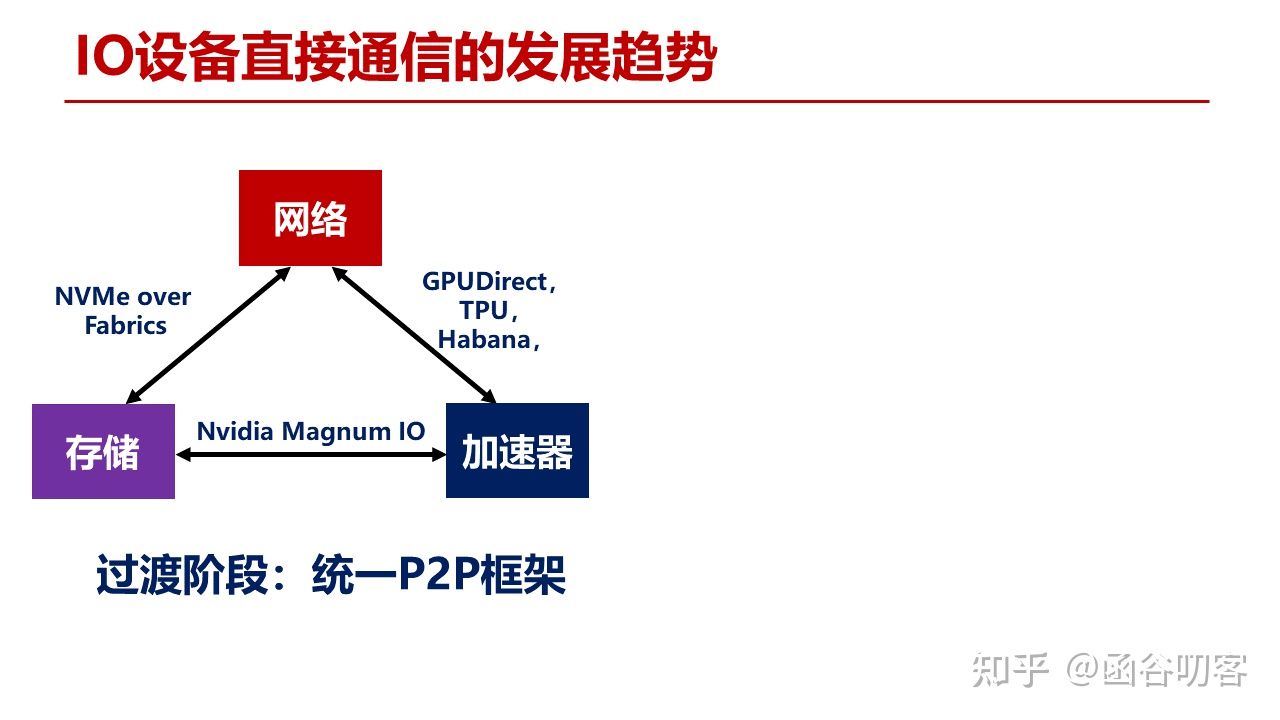 IO设备直接通信的发展趋势
网络
NVMe over
Fabrics
GPUDirect，
TPU，
Habana，
存储
Nvidia Magnum IO
加速器
过渡阶段：统一P2P框架
知乎 @函谷叨客